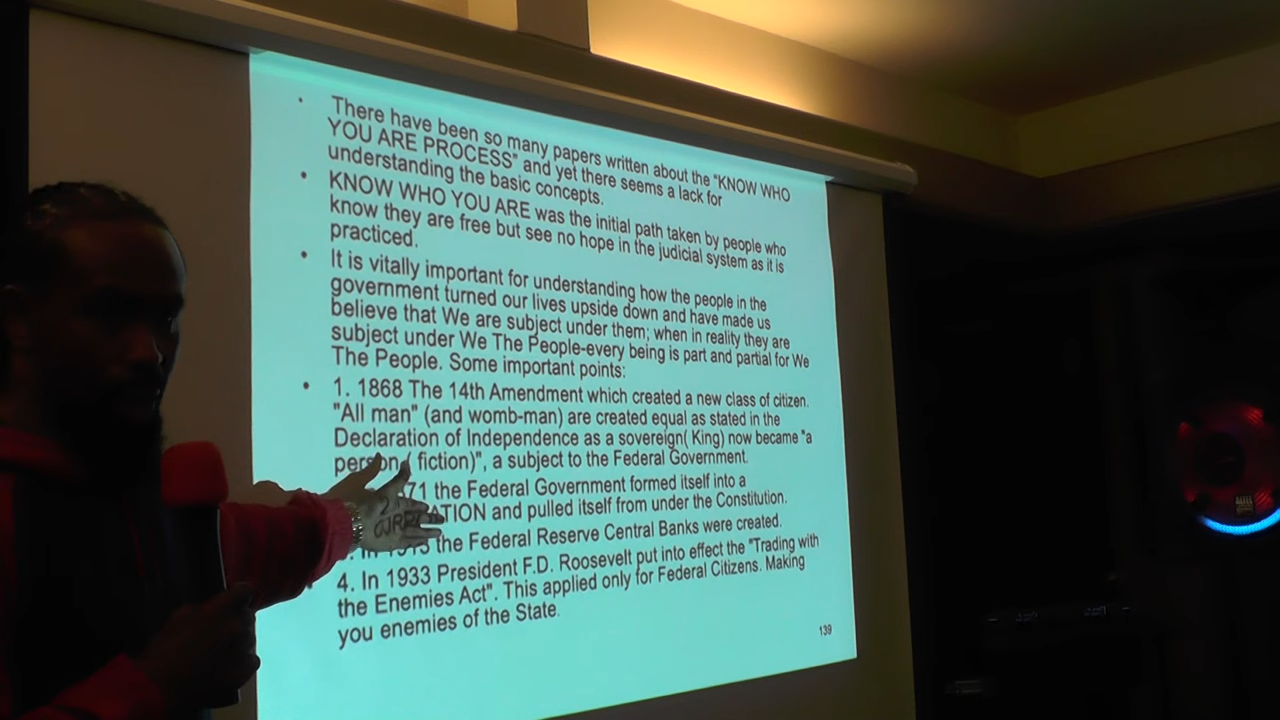 • There have been so many papers written about the "KNOW WHO
YOU ARE PROCESS" and yet there seems a lack for
understanding the basic concepts.
• KNOW WHO YOU ARE was the initial path taken by people who
know they are free but see no hope in the judicial system as it is
practiced.
• It is vitally important for understanding how the people in the
government turned our lives upside down and have made us
believe that We are subject under them; when in reality they are
subject under We The People-every being is part and partial for We
The People. Some important points:
• 1. 1868 The 14th Amendment which created a new class of citizen.
"All man" (and womb-man) are created equal as stated in the
Declaration of Independence as a sovereign( King) now became "a
person ( fiction)", a subject to the Federal Government.
71 the Federal Government formed itself into a
ATION and pulled itself from under the Constitution.
the Federal Reserve Central Banks were created.
4. In 1933 President F.D. Roosevelt put into effect the "Trading with
the Enemies Act". This applied only for Federal Citizens. Making
you enemies of the State.
139